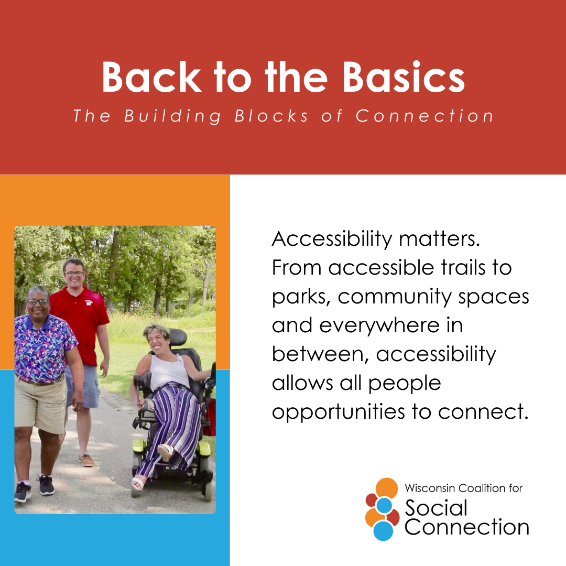 Back to the Basics
The Building Blocks of Connection
Accessibility matters.
From accessible trails to
parks, community spaces
and everywhere in
between, accessibility
allows all people
opportunities to connect.
Wisconsin Coalition for
Social
Connection